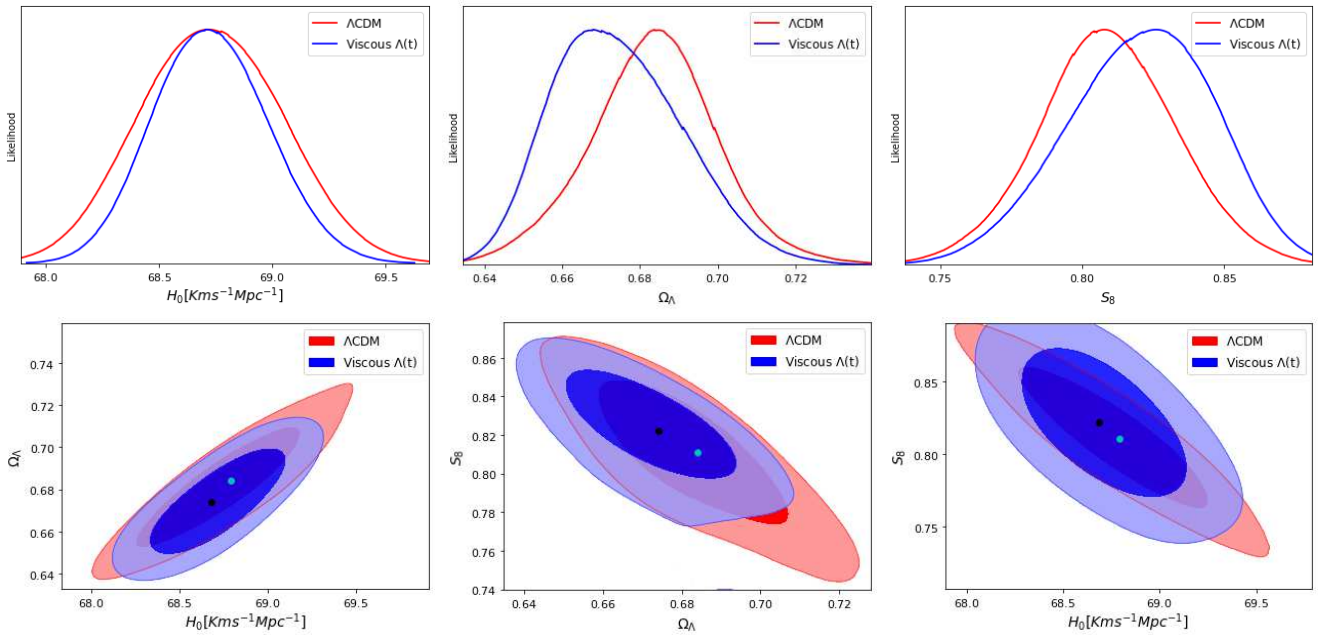 ΛCDM
Viscous Λ(t)
Likelihood
68.0 68.5 69.0 69.5
H₀[Kms⁻¹Mpc⁻¹]
ΛCDM
Viscous Λ(t)
Likelihood
0.64 0.66 0.68 0.70 0.72
Ω_Λ
ΛCDM
Viscous Λ(t)
Likelihood
0.75 0.80 0.85
S₈
ΛCDM
Viscous Λ(t)
0.74
0.72
0.70
0.68
0.66
0.64
Ω_Λ
68.0 68.5 69.0 69.5
H₀[Kms⁻¹Mpc⁻¹]
ΛCDM
Viscous Λ(t)
0.86
0.84
0.82
0.80
0.78
0.76
0.74
S₈
0.64 0.66 0.68 0.70 0.72
Ω_Λ
ΛCDM
Viscous Λ(t)
0.85
0.80
0.75
S₈
68.0 68.5 69.0 69.5
H₀[Kms⁻¹Mpc⁻¹]